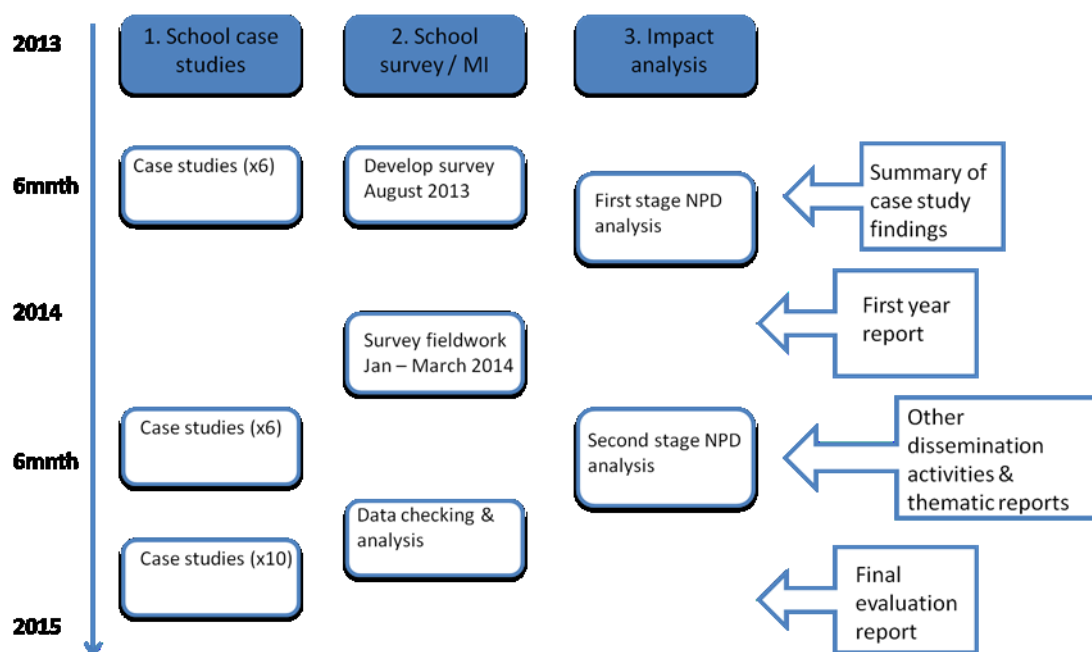 2013
1. School case
studies
2. School
survey / MI
3. Impact
analysis
6mnth
Case studies (x6)
Develop survey
August 2013
First stage NPD
analysis
Summary of
case study
findings
2014
Survey fieldwork
Jan – March 2014
First year
report
6mnth
Case studies (x6)
Second stage NPD
analysis
Other
dissemination
activities &
thematic reports
Data checking &
analysis
Case studies (x10)
Final
evaluation
report
2015